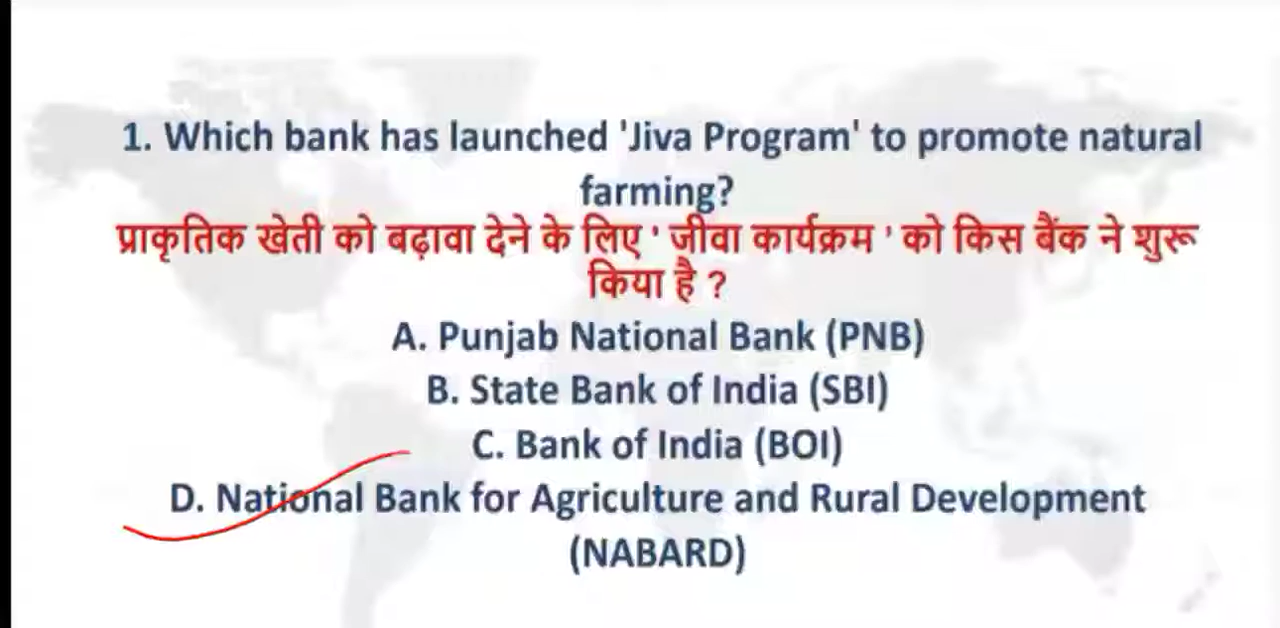 1. Which bank has launched 'Jiva Program' to promote natural
farming?
प्राकृतिक खेती को बढ़ावा देने के लिए ' जीवा कार्यक्रम ' को किस बैंक ने शुरू
किया है ?
A. Punjab National Bank (PNB)
B. State Bank of India (SBI)
C. Bank of India (BOI)
D. National Bank for Agriculture and Rural Development
(NABARD)